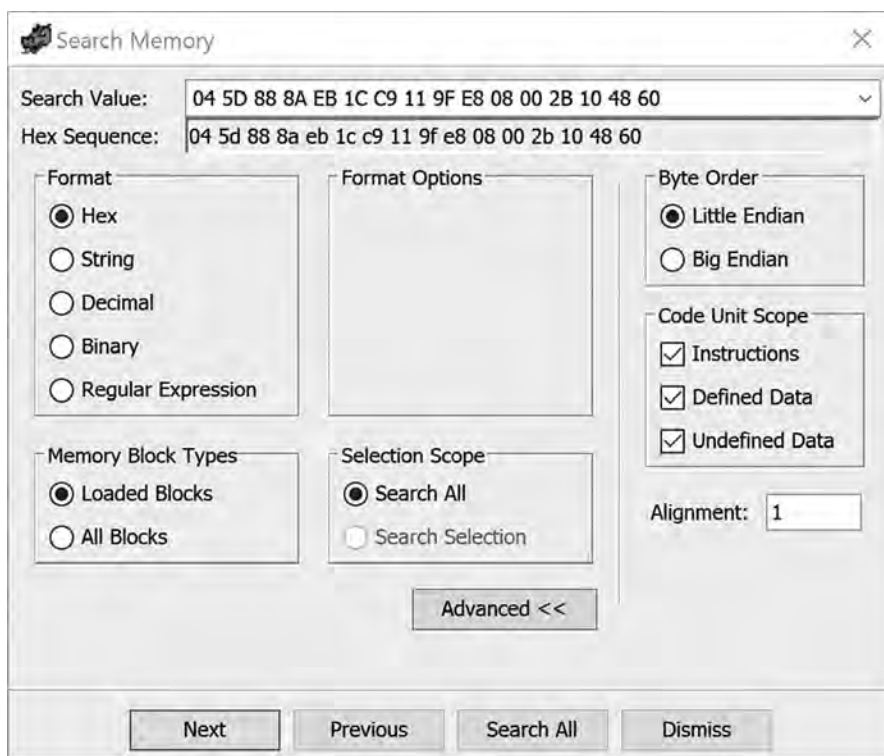 Search Memory
Search Value: 04 5D 88 8A EB 1C C9 11 9F E8 08 00 2B 10 48 60
Hex Sequence: 04 5d 88 8a eb 1c c9 11 9f e8 08 00 2b 10 48 60
Format
Hex
String
Decimal
Binary
Regular Expression
Format Options
Byte Order
Little Endian
Big Endian
Code Unit Scope
Instructions
Defined Data
Undefined Data
Memory Block Types
Loaded Blocks
All Blocks
Selection Scope
Search All
Search Selection
Alignment: 1
Advanced <<
Next Previous Search All Dismiss